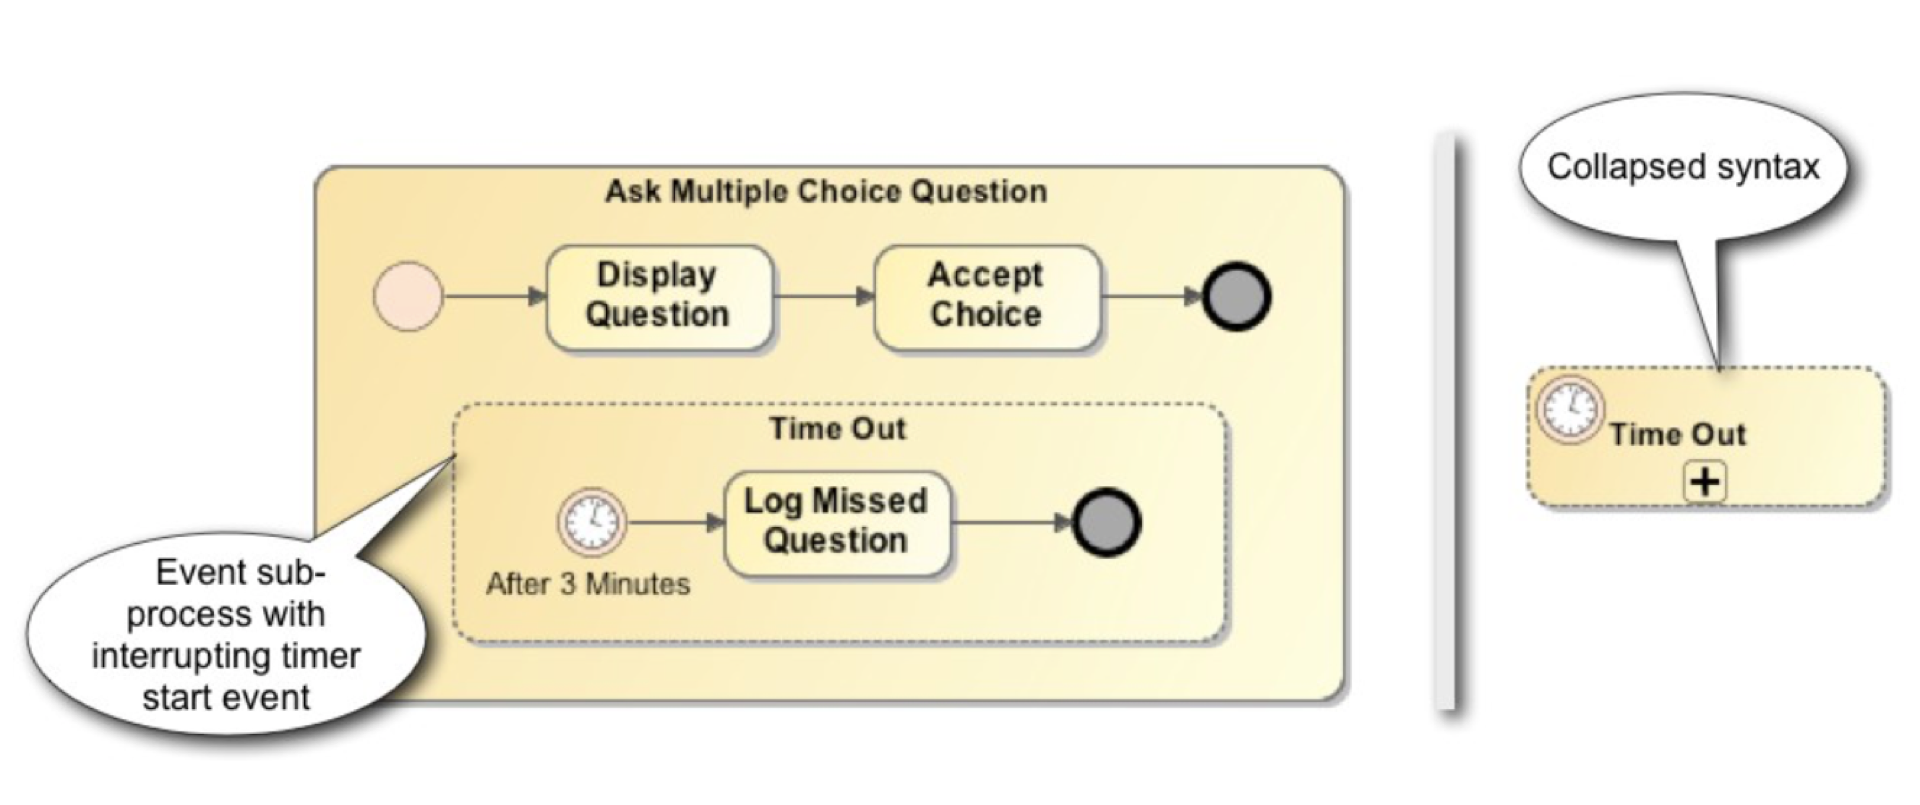 Ask Multiple Choice Question
Display
Question
Accept
Choice
Time Out
Log Missed
Question
After 3 Minutes
Event sub-
process with
interrupting timer
start event
Collapsed syntax
Time Out